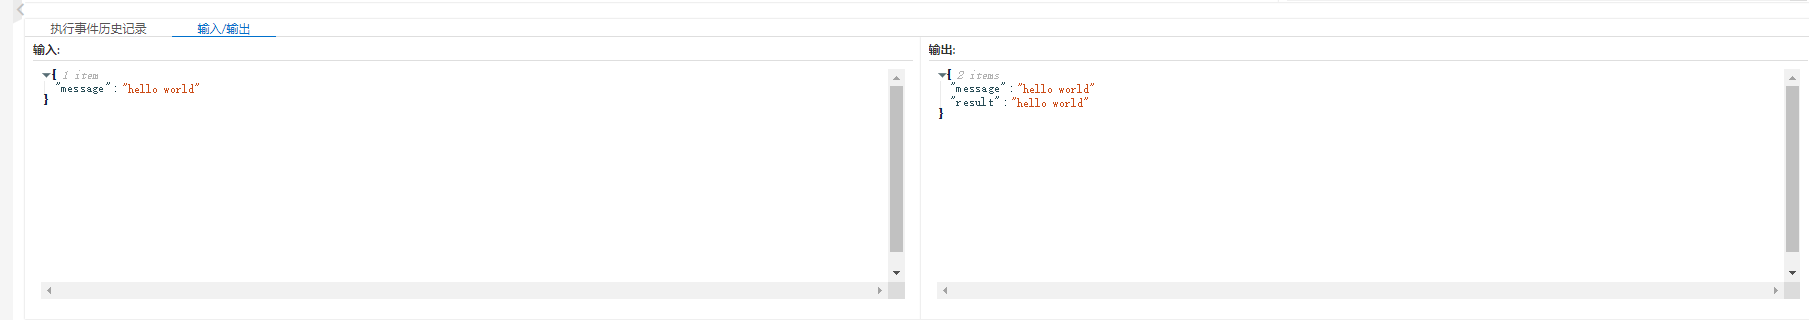 执行事件历史记录 输入/输出
输入:
{ 1 item
"message":"hello world"
}
输出:
{ 2 items
"message":"hello world"
"result":"hello world"
}